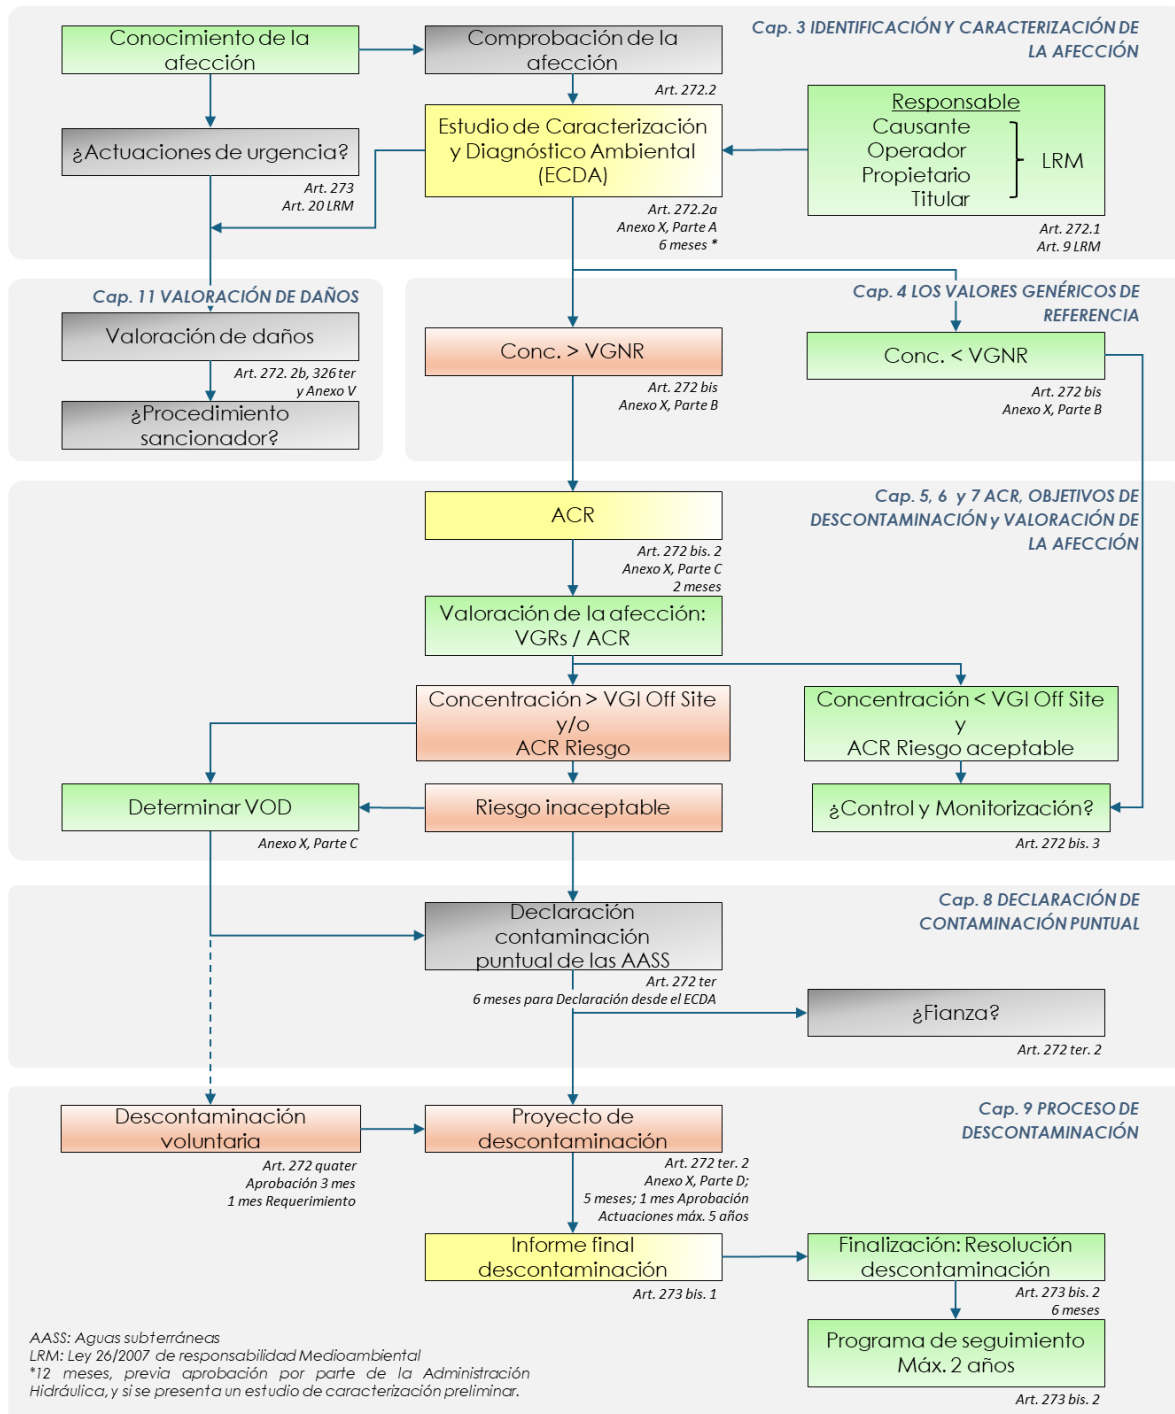 Cap. 3 IDENTIFICACIÓN Y CARACTERIZACIÓN DE
LA AFECCIÓN
Conocimiento de la
afección
Comprobación de la
afección
Art. 272.2
Responsable
Causante
Operador
Propietario
Titular
LRM
Art. 272.1
Art. 9 LRM
¿Actuaciones de urgencia?
Art. 273
Art. 20 LRM
Estudio de Caracterización
y Diagnóstico Ambiental
(ECDA)
Art. 272.2a
Anexo X, Parte A
6 meses *
Cap. 11 VALORACIÓN DE DAÑOS
Valoración de daños
Art. 272. 2b, 326 ter
y Anexo V
¿Procedimiento
sancionador?
Cap. 4 LOS VALORES GENÉRICOS DE
REFERENCIA
Conc. > VGNR
Art. 272 bis
Anexo X, Parte B
Conc. < VGNR
Art. 272 bis
Anexo X, Parte B
Cap. 5, 6 y 7 ACR, OBJETIVOS DE
DESCONTAMINACIÓN y VALORACIÓN DE
LA AFECCIÓN
ACR
Art. 272 bis. 2
Anexo X, Parte C
2 meses
Valoración de la afección:
VGRs / ACR
Concentración > VGI Off Site
y/o
ACR Riesgo
Concentración < VGI Off Site
y
ACR Riesgo aceptable
Determinar VOD
Anexo X, Parte C
Riesgo inaceptable
¿Control y Monitorización?
Art. 272 bis. 3
Cap. 8 DECLARACIÓN DE
CONTAMINACIÓN PUNTUAL
Declaración
contaminación
puntual de las AASS
Art. 272 ter
6 meses para Declaración desde el ECDA
¿Fianza?
Art. 272 ter. 2
Cap. 9 PROCESO DE
DESCONTAMINACIÓN
Descontaminación
voluntaria
Art. 272 quater
Aprobación 3 mes
1 mes Requerimiento
Proyecto de
descontaminación
Art. 272 ter. 2
Anexo X, Parte D;
5 meses; 1 mes Aprobación
Actuaciones máx. 5 años
Informe final
descontaminación
Art. 273 bis. 1
Finalización: Resolución
descontaminación
Art. 273 bis. 2
6 meses
Programa de seguimiento
Máx. 2 años
Art. 273 bis. 2
AASS: Aguas subterráneas
LRM: Ley 26/2007 de responsabilidad Medioambiental
*12 meses, previa aprobación por parte de la Administración
Hidráulica, y si se presenta un estudio de caracterización preliminar.